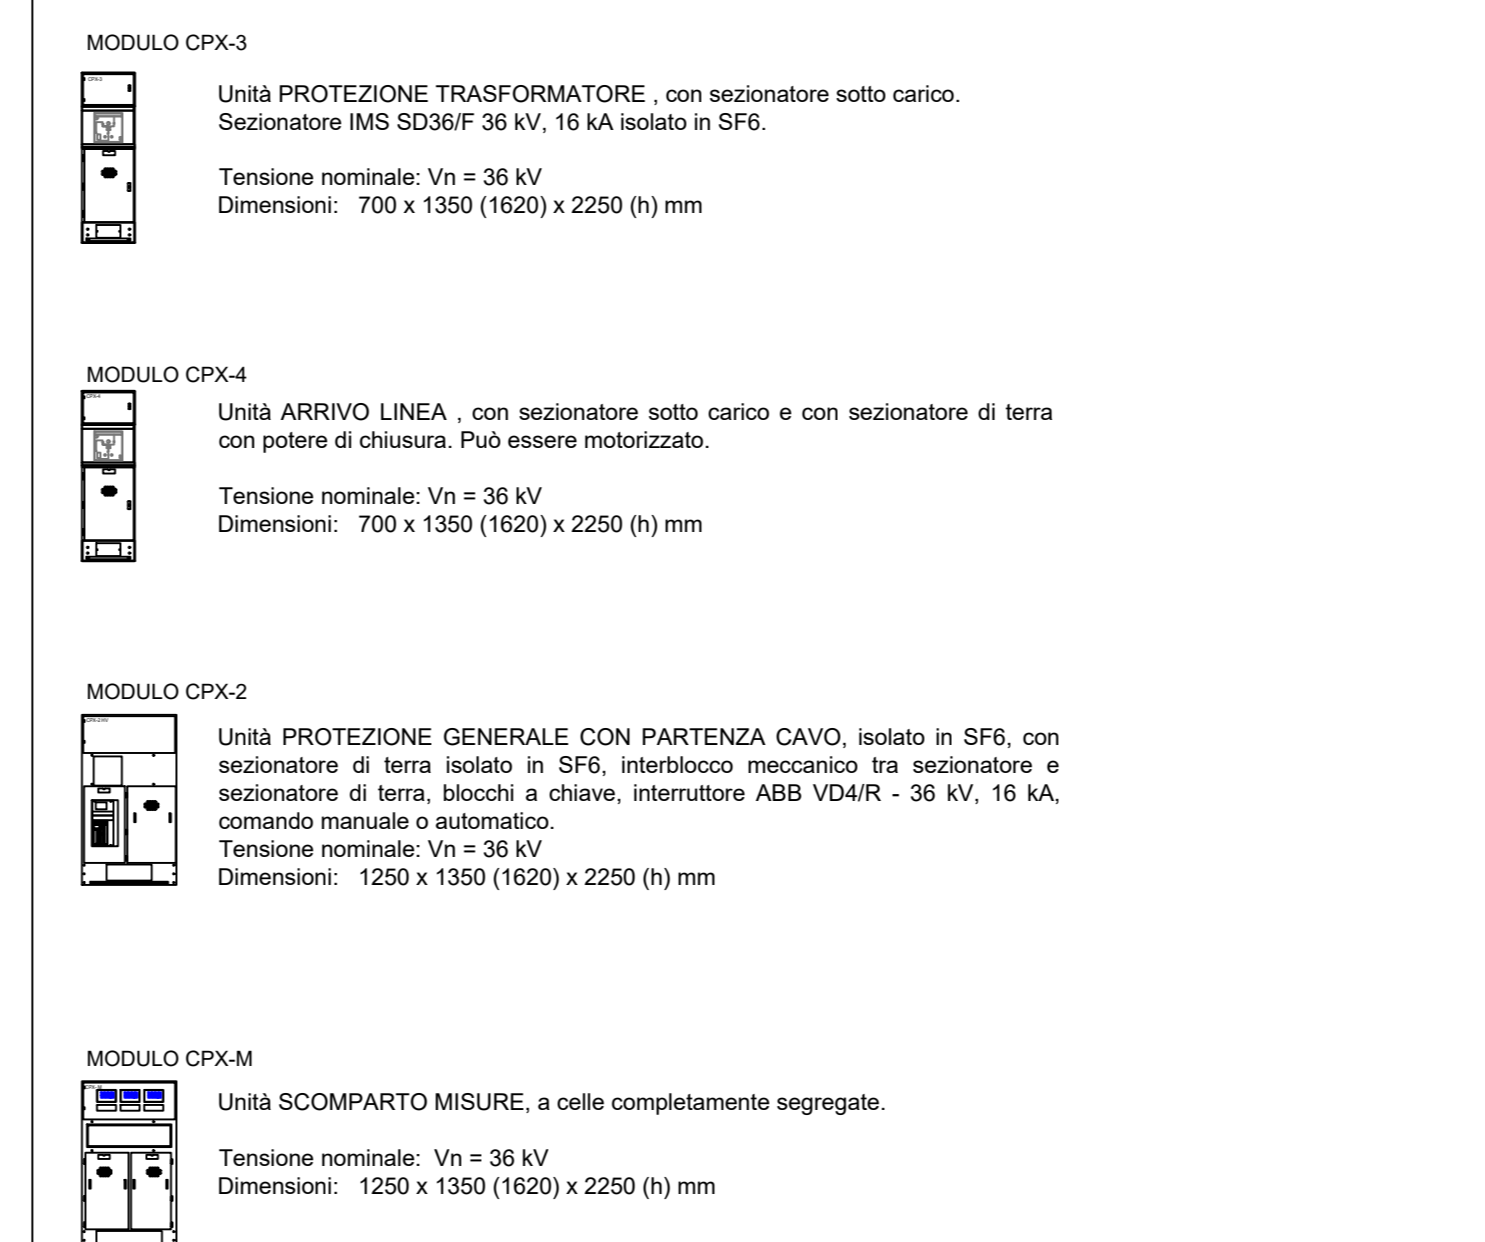 MODULO CPX-3
CPX-3
Unità PROTEZIONE TRASFORMATORE , con sezionatore sotto carico.
Sezionatore IMS SD36/F 36 kV, 16 kA isolato in SF6.
Tensione nominale: Vn = 36 kV
Dimensioni: 700 x 1350 (1620) x 2250 (h) mm
MODULO CPX-4
CPX-4
Unità ARRIVO LINEA , con sezionatore sotto carico e con sezionatore di terra
con potere di chiusura. Può essere motorizzato.
Tensione nominale: Vn = 36 kV
Dimensioni: 700 x 1350 (1620) x 2250 (h) mm
MODULO CPX-2
Unità PROTEZIONE GENERALE CON PARTENZA CAVO, isolato in SF6, con
sezionatore di terra isolato in SF6, interblocco meccanico tra sezionatore e
sezionatore di terra, blocchi a chiave, interruttore ABB VD4/R - 36 kV, 16 kA,
comando manuale o automatico.
Tensione nominale: Vn = 36 kV
Dimensioni: 1250 x 1350 (1620) x 2250 (h) mm
MODULO CPX-M
Unità SCOMPARTO MISURE, a celle completamente segregate.
Tensione nominale: Vn = 36 kV
Dimensioni: 1250 x 1350 (1620) x 2250 (h) mm